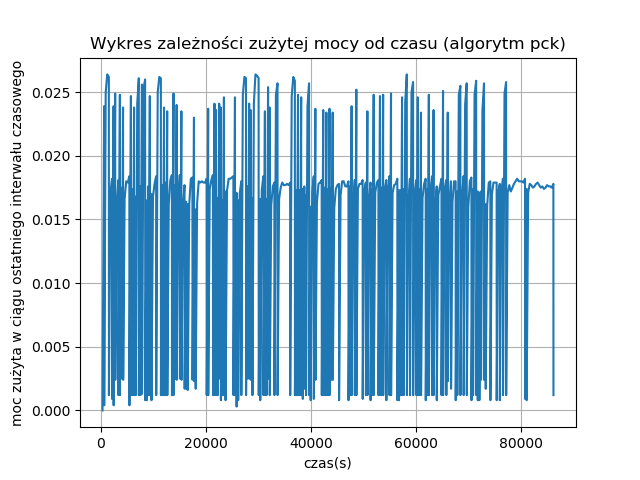 Wykres zależności zużytej mocy od czasu (algorytm pck)
moc zużyta w ciągu ostatniego interwału czasowego
0.025
0.020
0.015
0.010
0.005
0.000
0 20000 40000 60000 80000
czas(s)